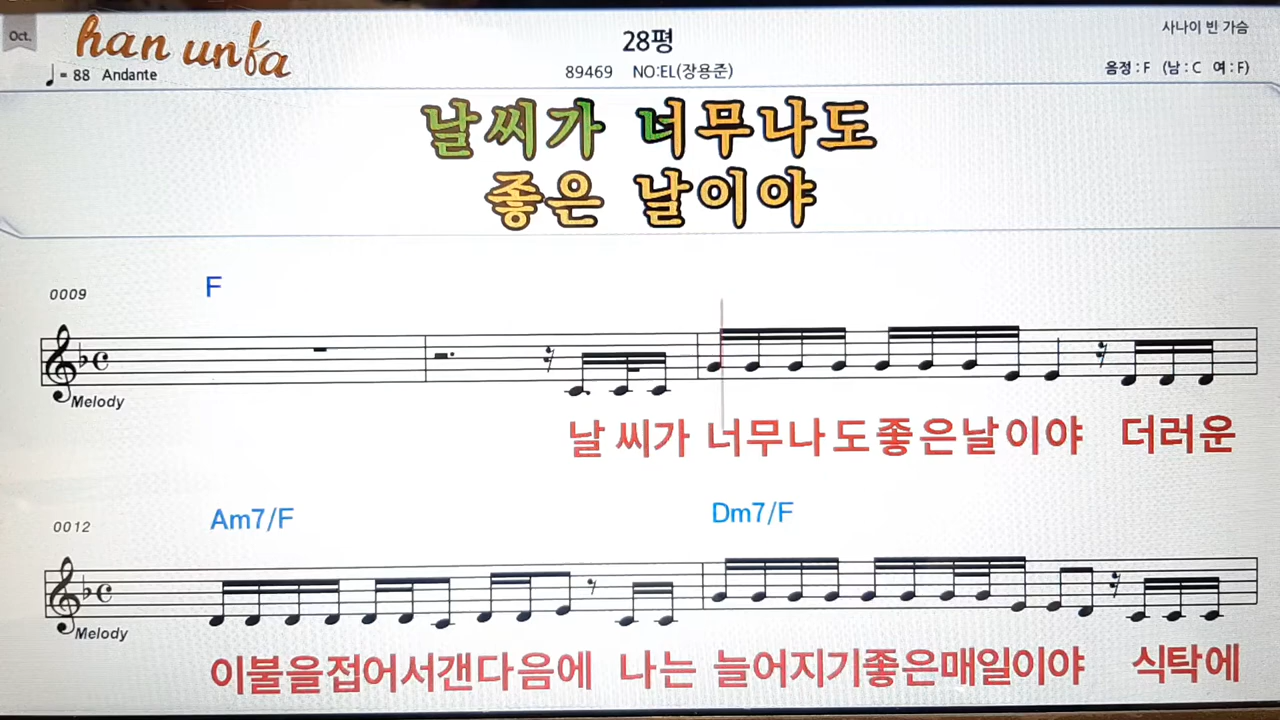 Oct.
han unfa
♩= 88 Andante
28평
89469 NO:EL(장용준)
사나이 빈 가슴
음정 : F (남 : C 여 : F)
날씨가 너무나도
좋은 날이야
0009
F
Melody
날 씨가 너무나도좋은날이야 더러운
0012
Am7/F Dm7/F
Melody
이불을접어서갠다음에 나는 늘어지기좋은매일이야 식탁에